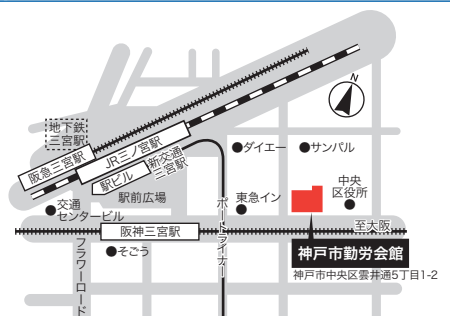 N
地下鉄
三宮駅
JR三ノ宮駅
阪急三宮駅
駅ビル
新交通
三宮駅
駅前広場
ダイエー
サンパル
中央
区役所
東急イン
交通
センタービル
ポートライナー
阪神三宮駅
至大阪
そごう
フラワーロード
神戸市勤労会館
神戸市中央区雲井通5丁目1-2